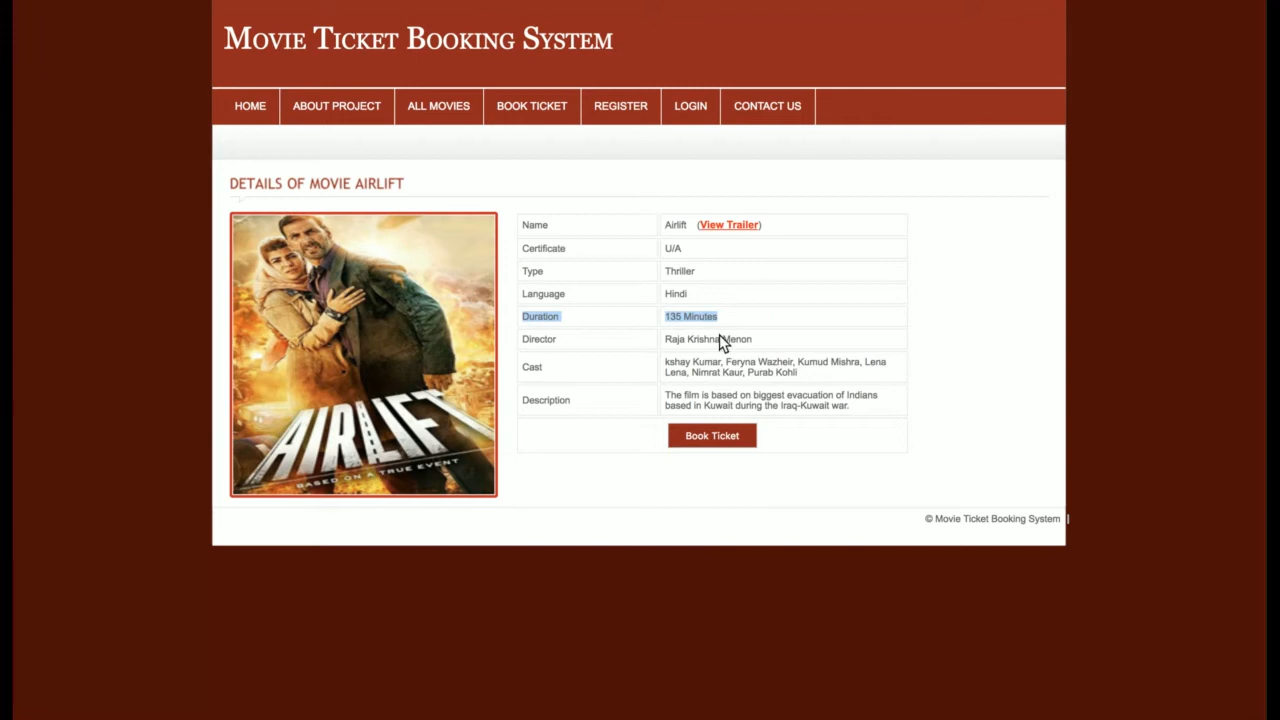 Movie Ticket Booking System
HOME
ABOUT PROJECT
ALL MOVIES
BOOK TICKET
REGISTER
LOGIN
CONTACT US
DETAILS OF MOVIE AIRLIFT
AIRLIFT
BASED ON A TRUE EVENT
Name Airlift (View Trailer)
Certificate U/A
Type Thriller
Language Hindi
Duration 135 Minutes
Director Raja Krishna Menon
Cast kshay Kumar, Feryna Wazheir, Kumud Mishra, Lena
Lena, Nimrat Kaur, Purab Kohli
Description The film is based on biggest evacuation of Indians
based in Kuwait during the Iraq-Kuwait war.
Book Ticket
© Movie Ticket Booking System |